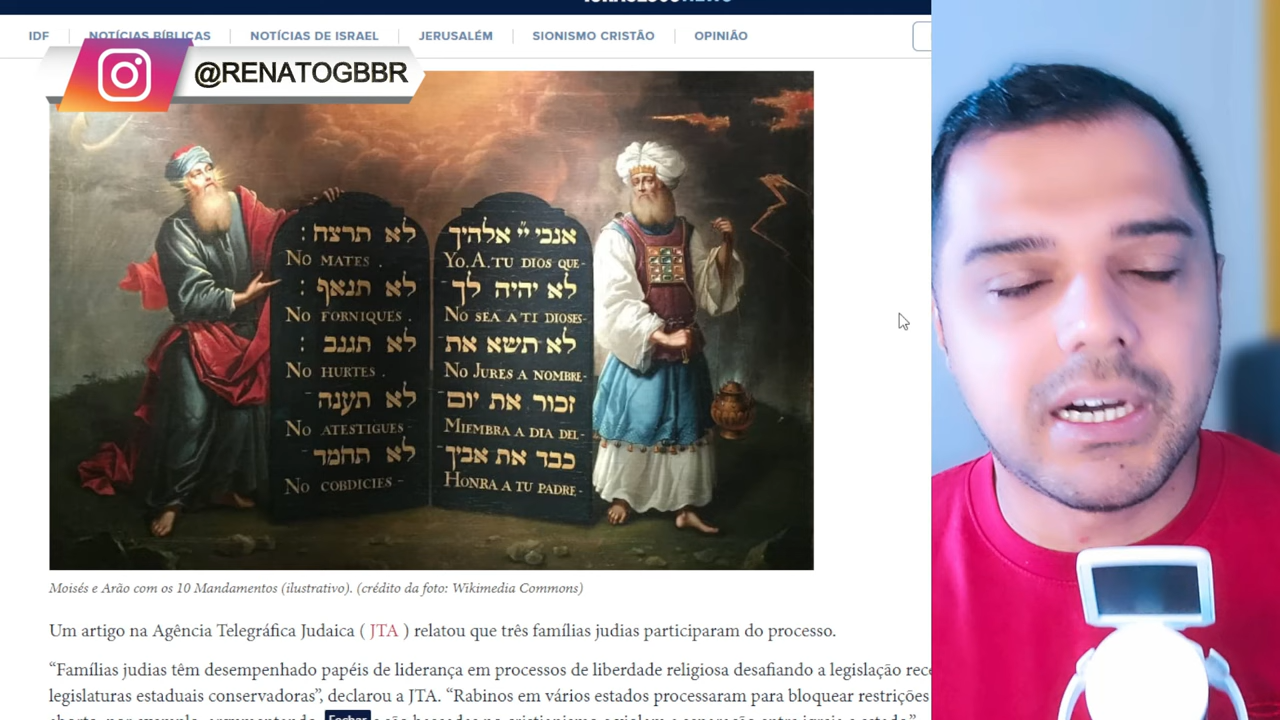 IDF
NOTÍCIAS BÍBLICAS
NOTÍCIAS DE ISRAEL
JERUSALÉM
SIONISMO CRISTÃO
OPINIÃO
@RENATOGBBR
לא תרצח :
NO MATES .
לא תנאף :
NO FORNIQUES .
לא תגנב :
NO HURTES .
לא תענה
NO ATESTIGUES
לא תחמד
NO COBDICIES -
אנכי יי אלהיך
YO.A.TU DIOS QUE-
לא יהיה לך
NO SEA A TI DIOSES-
לא תשא את
NO JURES A NOMBRE-
זכור את יום
MIEMBRA A DIA DEL-
כבד את אביך
HONRA A TU PADRE-
Moisés e Arão com os 10 Mandamentos (ilustrativo). (crédito da foto: Wikimedia Commons)
Um artigo na Agência Telegráfica Judaica ( JTA ) relatou que três famílias judias participaram do processo.
“Famílias judias têm desempenhado papéis de liderança em processos de liberdade religiosa desafiando a legislação
legislaturas estaduais conservadoras”, declarou a JTA. “Rabinos em vários estados processaram para bloquear restrições